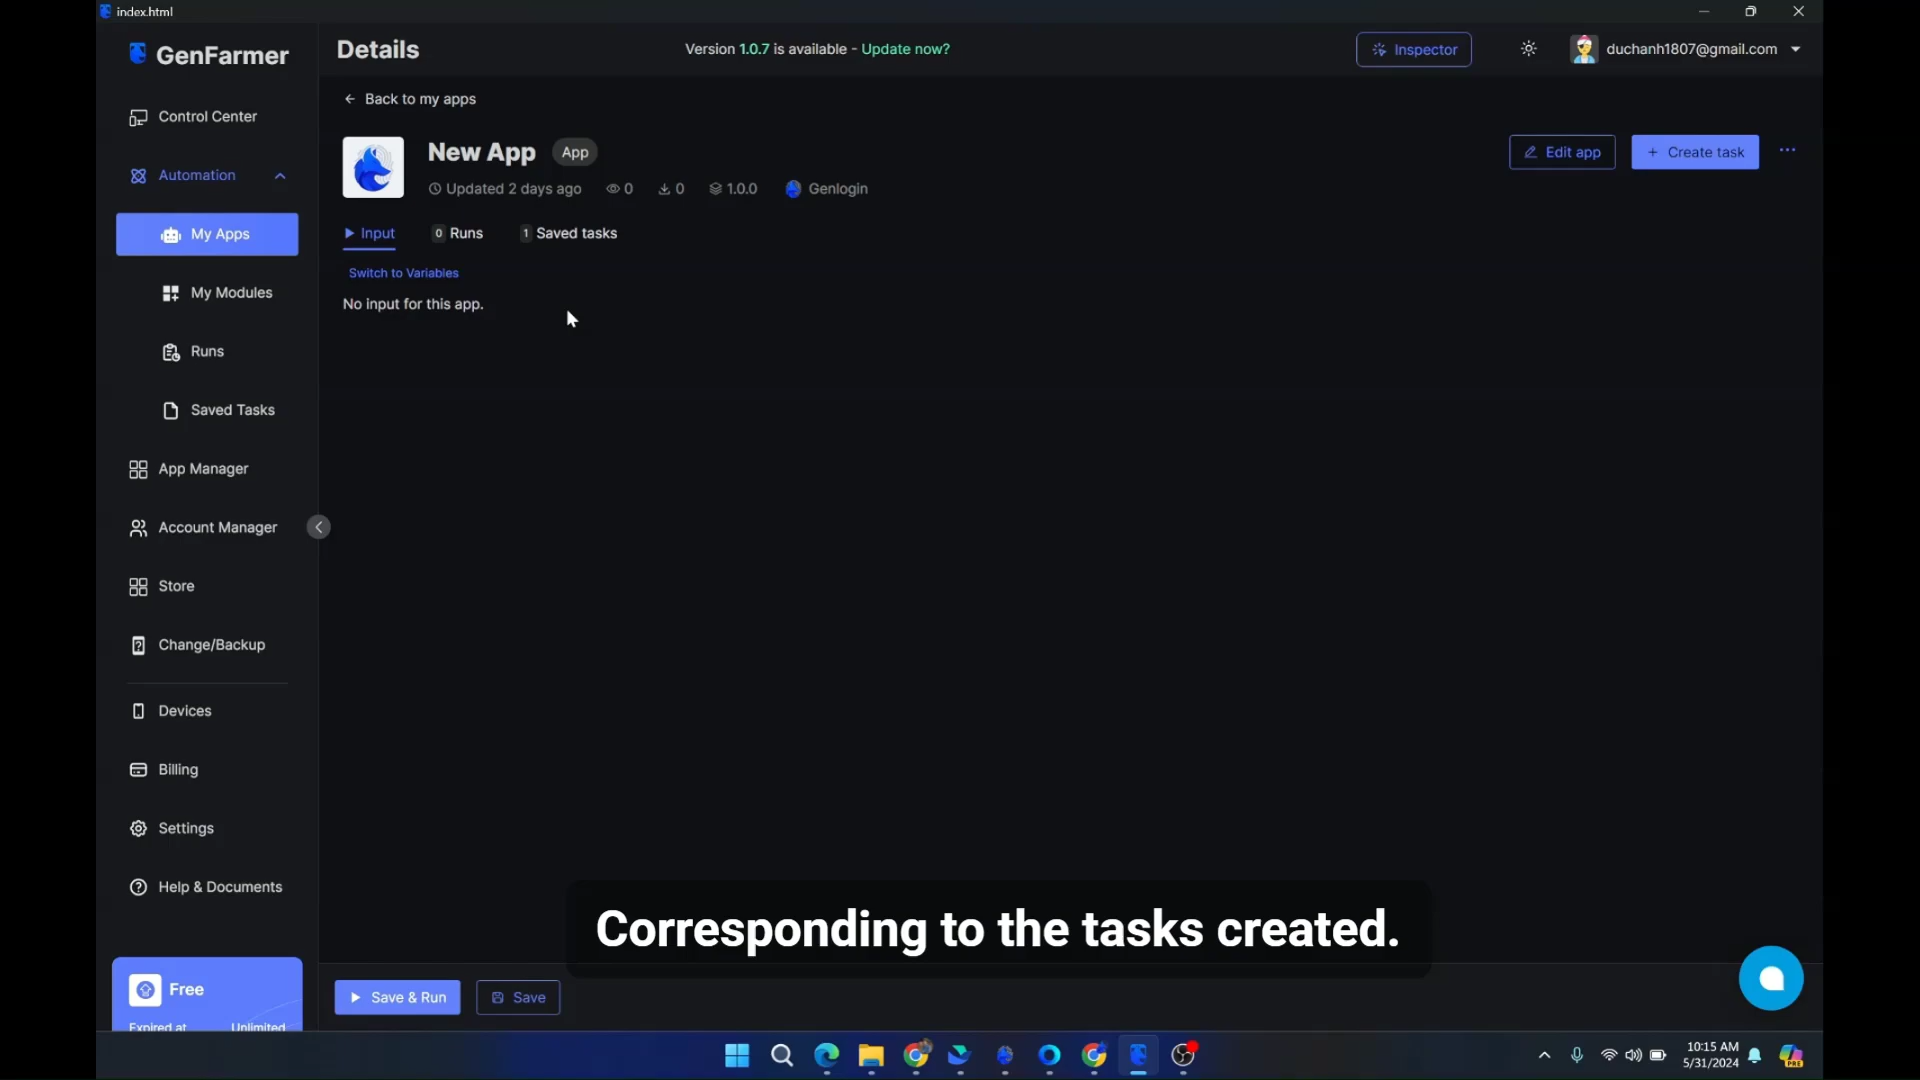 index.html
GenFarmer
Details
Version 1.0.7 is available - Update now?
Inspector
duchanh1807@gmail.com
Control Center
Automation
My Apps
My Modules
Runs
Saved Tasks
App Manager
Account Manager
Store
Change/Backup
Devices
Billing
Settings
Help & Documents
Free
Expired at Unlimited
Back to my apps
New App App
Updated 2 days ago 0 0 1.0.0 Genlogin
Edit app
+ Create task
Input 0 Runs 1 Saved tasks
Switch to Variables
No input for this app.
Corresponding to the tasks created.
Save & Run
Save
10:15 AM
5/31/2024
PRE